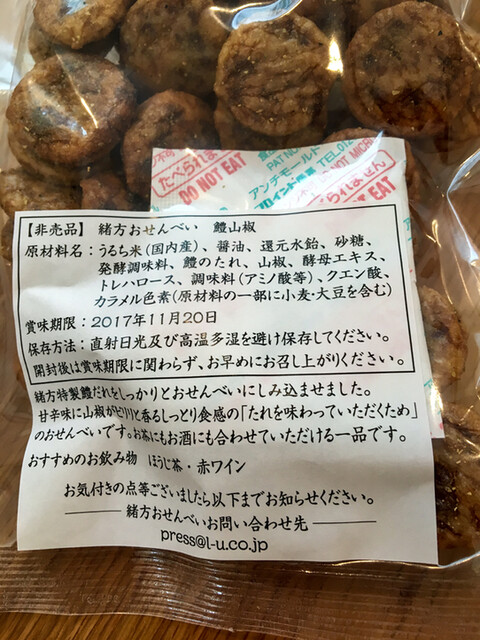 たべられません
DO NOT EAT
PAT NO
アンチモールド
TEL012
DO NOT MICR
られません
【非売品】 緒方おせんべい 鱧山椒
原材料名：うるち米(国内産)、醤油、還元水飴、砂糖、
発酵調味料、鱧のたれ、山椒、酵母エキス、
トレハロース、調味料(アミノ酸等)、クエン酸、
カラメル色素(原材料の一部に小麦・大豆を含む)
賞味期限：2017年11月20日
保存方法：直射日光及び高温多湿を避け保存してください。
開封後は賞味期限に関わらず、お早めにお召し上がりください。
緒方特製鱧だれをしっかりとおせんべいにしみ込ませました。
甘辛味に山椒がピリリと香るしっとり食感の「たれを味わっていただくため」
のおせんべいです。お茶にもお酒にも合わせていただける一品です。
おすすめのお飲み物 ほうじ茶・赤ワイン
お気付きの点等ございましたら以下までお知らせください。
緒方おせんべいお問い合わせ先
press@l-u.co.jp